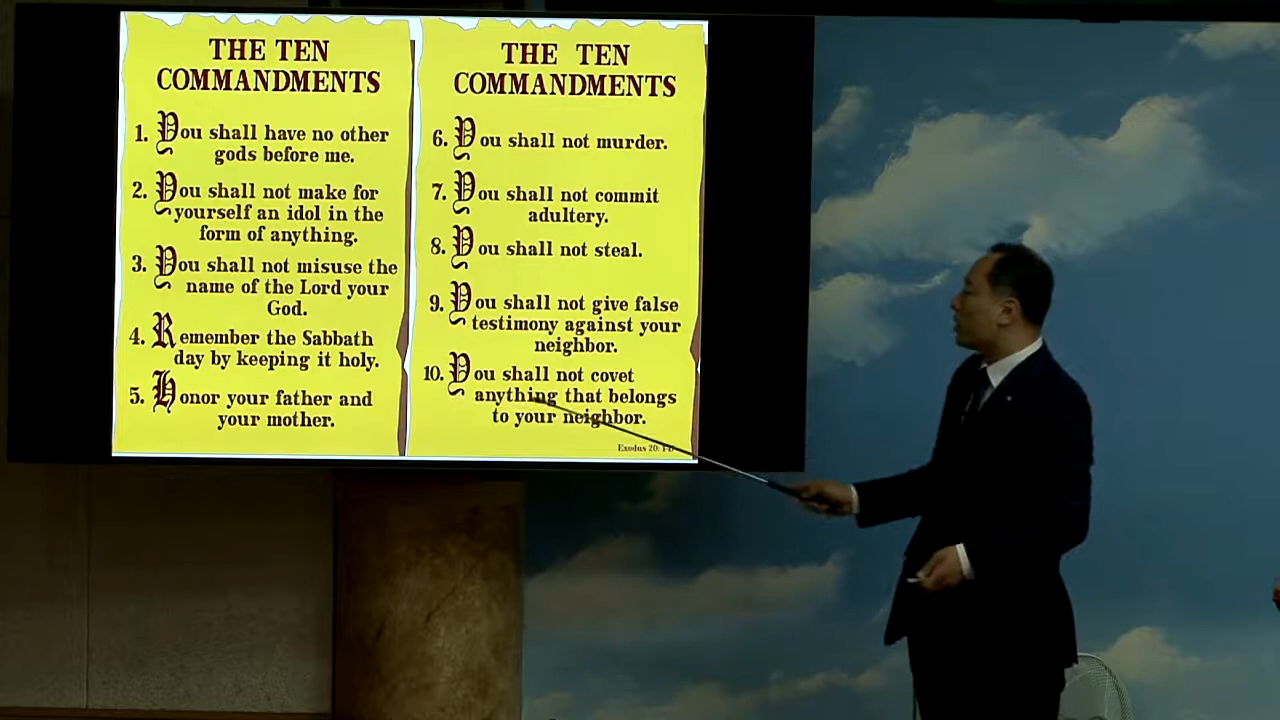 THE TEN
COMMANDMENTS
1. You shall have no other
gods before me.
2. You shall not make for
yourself an idol in the
form of anything.
3. You shall not misuse the
name of the Lord your
God.
4. Remember the Sabbath
day by keeping it holy.
5. Honor your father and
your mother.
THE TEN
COMMANDMENTS
6. You shall not murder.
7. You shall not commit
adultery.
8. You shall not steal.
9. You shall not give false
testimony against your
neighbor.
10. You shall not covet
anything that belongs
to your neighbor.
Exodus 20: